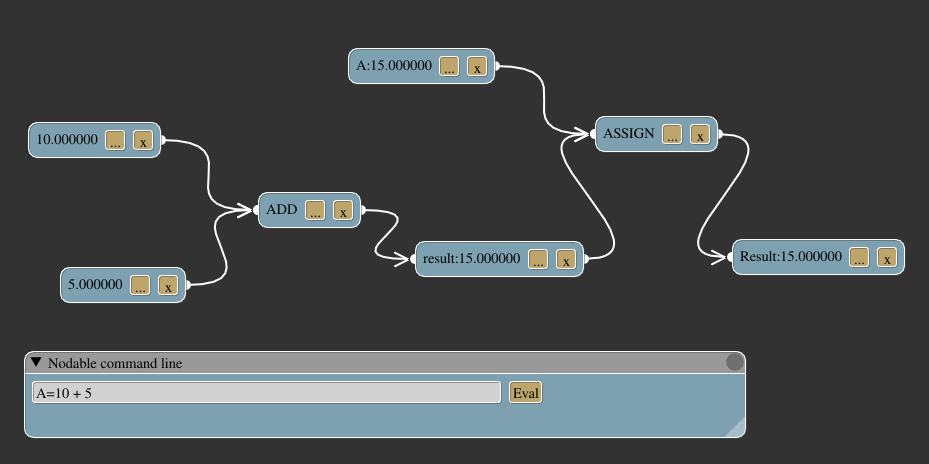 A:15.000000 ... x
10.000000 ... x
ASSIGN ... x
ADD ... x
result:15.000000 ... x
Result:15.000000 ... x
5.000000 ... x
Nodable command line
A=10 + 5 Eval